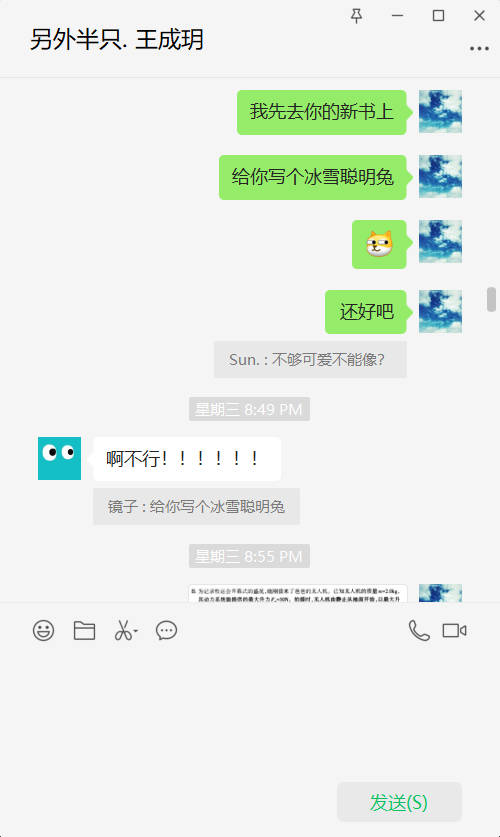 另外半只. 王成玥
我先去你的新书上
给你写个冰雪聪明兔
还好吧
Sun. : 不够可爱不能像?
星期三 8:49 PM
啊不行！！！！！！
镜子 : 给你写个冰雪聪明兔
星期三 8:55 PM
发送(S)